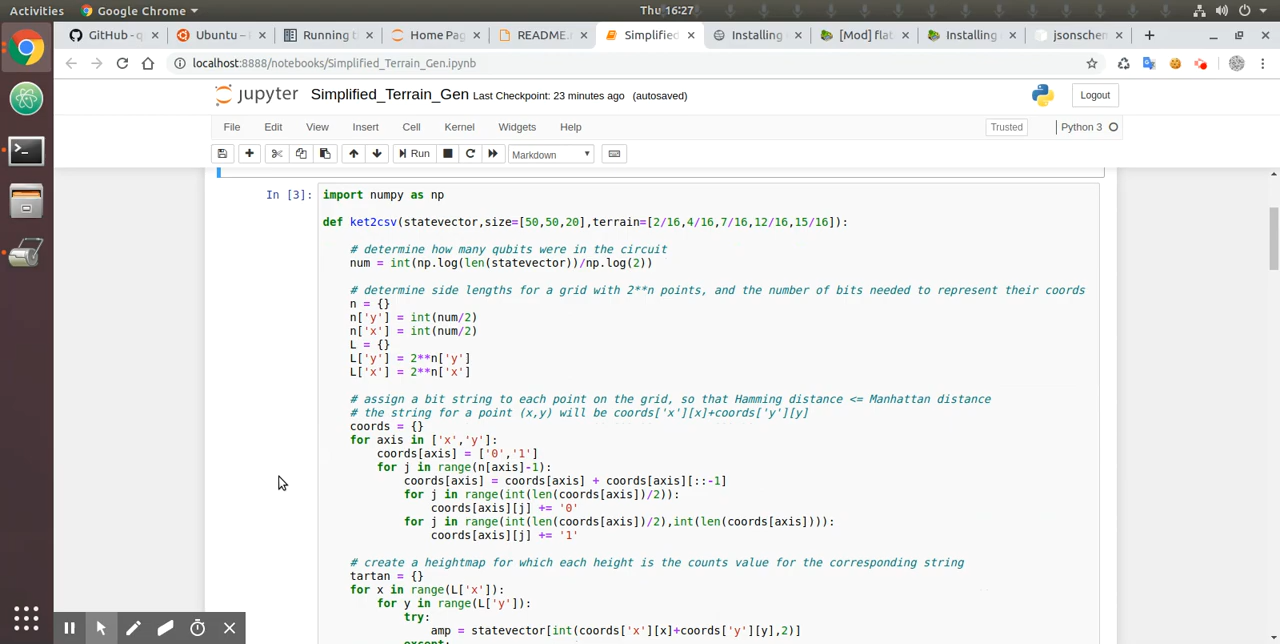 Activities Google Chrome Thu 16:27
GitHub - q Ubuntu – Running t Home Pag README. Simplified Installing [Mod] flat Installing jsonschem
localhost:8888/notebooks/Simplified_Terrain_Gen.ipynb
jupyter Simplified_Terrain_Gen Last Checkpoint: 23 minutes ago (autosaved) Logout
File Edit View Insert Cell Kernel Widgets Help Trusted Python 3
Run Markdown
In [3]: import numpy as np
def ket2csv(statevector,size=[50,50,20],terrain=[2/16,4/16,7/16,12/16,15/16]):
# determine how many qubits were in the circuit
num = int(np.log(len(statevector))/np.log(2))
# determine side lengths for a grid with 2**n points, and the number of bits needed to represent their coords
n = {}
n['y'] = int(num/2)
n['x'] = int(num/2)
L = {}
L['y'] = 2**n['y']
L['x'] = 2**n['x']
# assign a bit string to each point on the grid, so that Hamming distance <= Manhattan distance
# the string for a point (x,y) will be coords['x'][x]+coords['y'][y]
coords = {}
for axis in ['x','y']:
coords[axis] = ['0','1']
for j in range(n[axis]-1):
coords[axis] = coords[axis] + coords[axis][::-1]
for j in range(int(len(coords[axis])/2)):
coords[axis][j] += '0'
for j in range(int(len(coords[axis])/2),int(len(coords[axis]))):
coords[axis][j] += '1'
# create a heightmap for which each height is the counts value for the corresponding string
tartan = {}
for x in range(L['x']):
for y in range(L['y']):
try:
amp = statevector[int(coords['x'][x]+coords['y'][y],2)]
except: